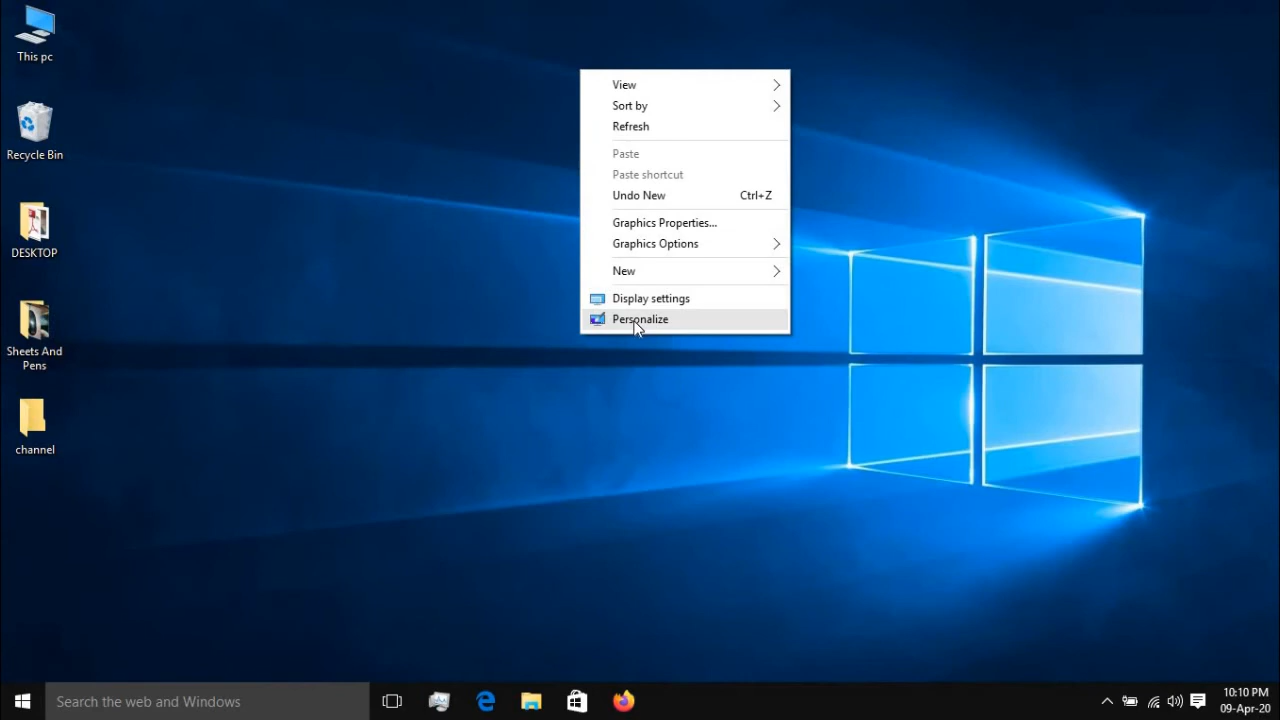 This pc
Recycle Bin
DESKTOP
Sheets And
Pens
channel
View
Sort by
Refresh
Paste
Paste shortcut
Undo New Ctrl+Z
Graphics Properties...
Graphics Options
New
Display settings
Personalize
Search the web and Windows
10:10 PM
09-Apr-20